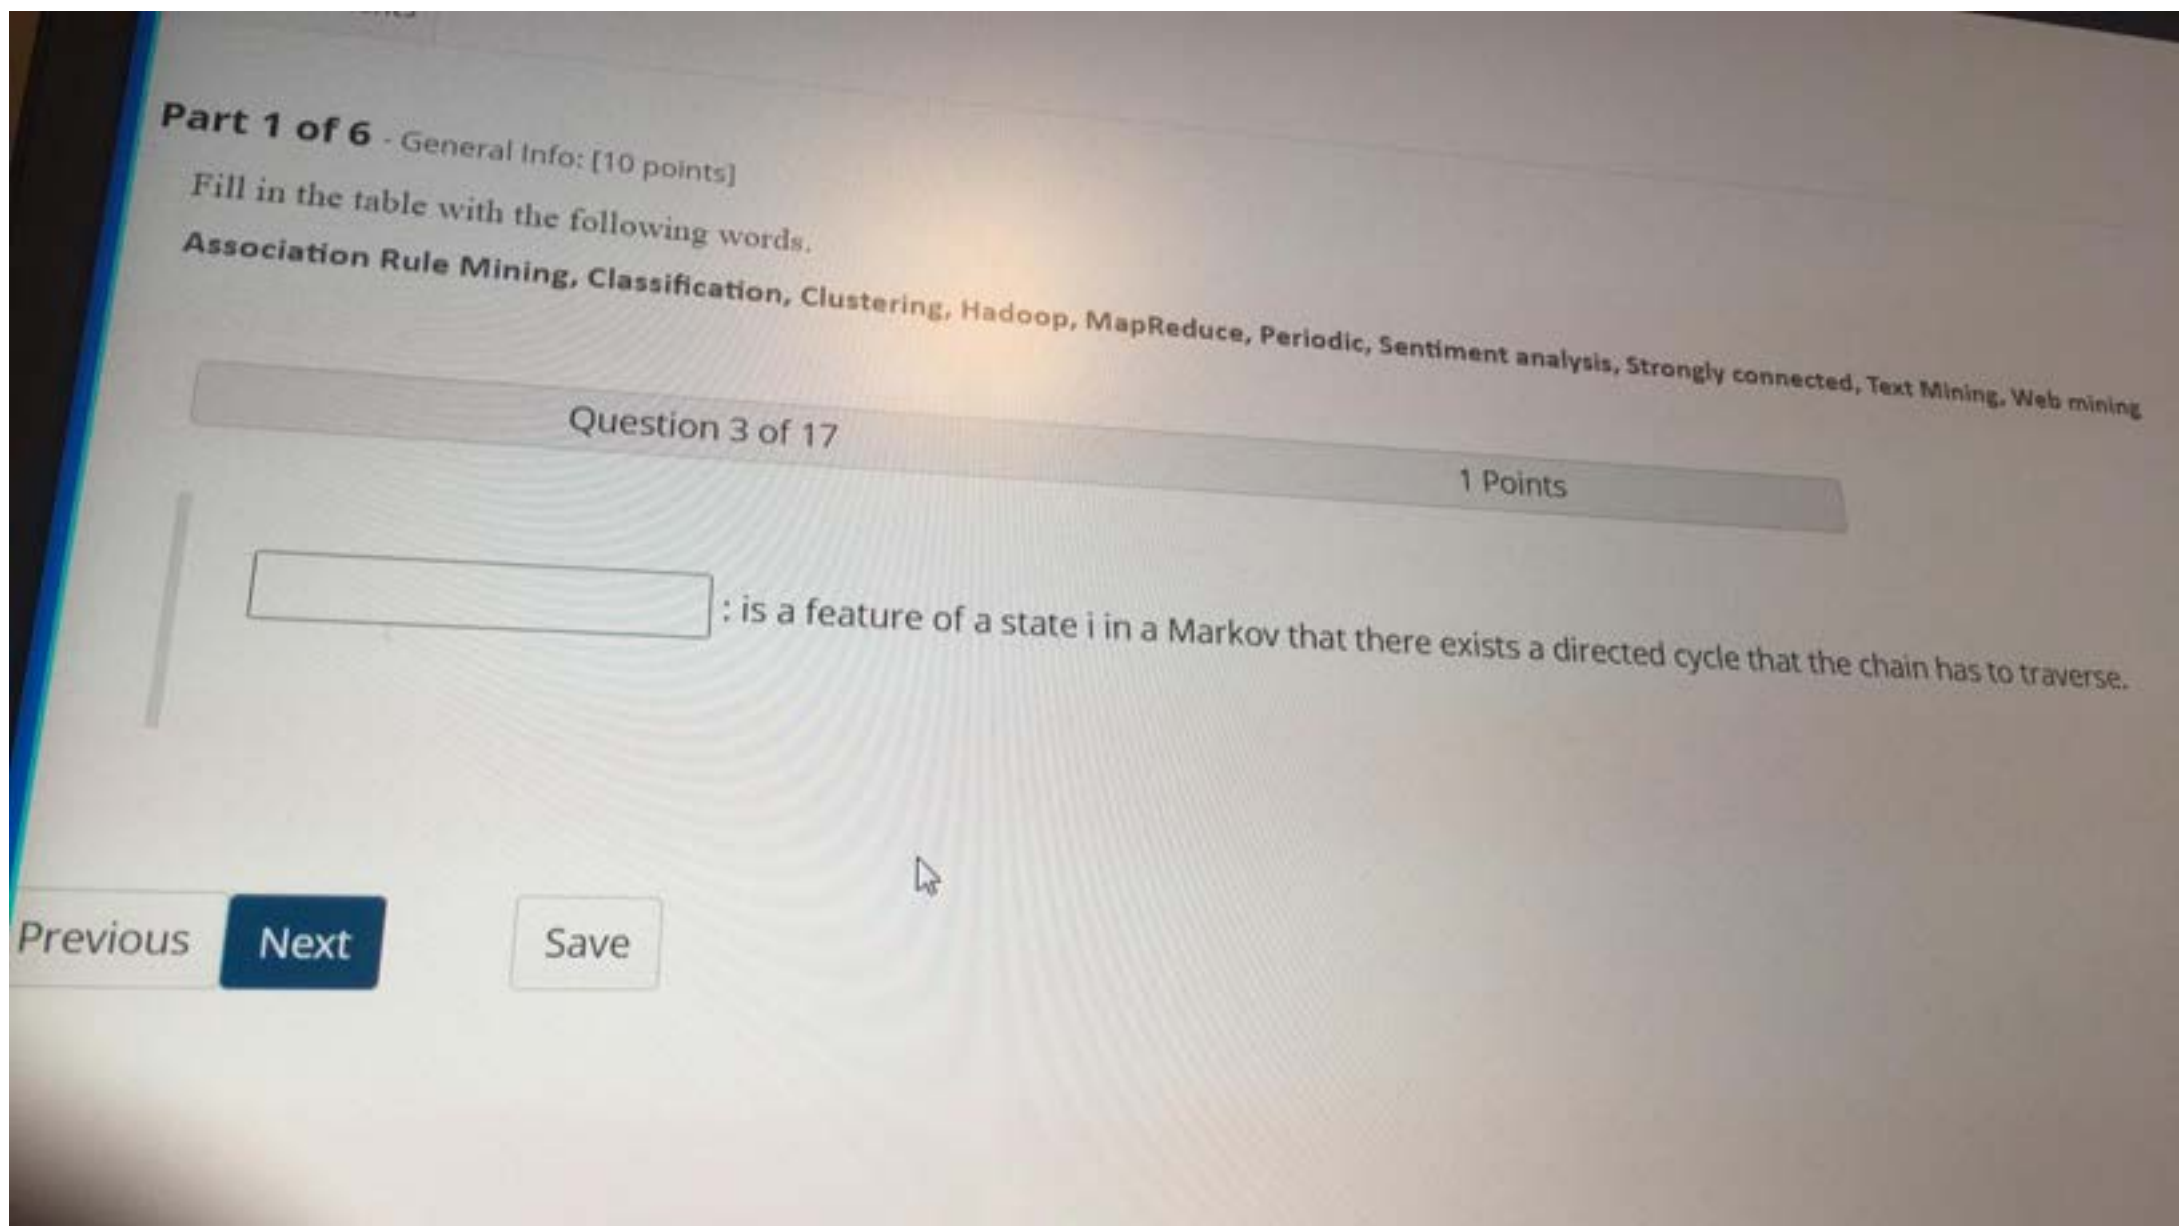 Part 1 of 6 - General Info: [10 points]
Fill in the table with the following words.
Association Rule Mining, Classification, Clustering, Hadoop, MapReduce, Periodic, Sentiment analysis, Strongly connected, Text Mining, Web mining
Question 3 of 17
1 Points
: is a feature of a state i in a Markov that there exists a directed cycle that the chain has to traverse.
Previous
Next
Save